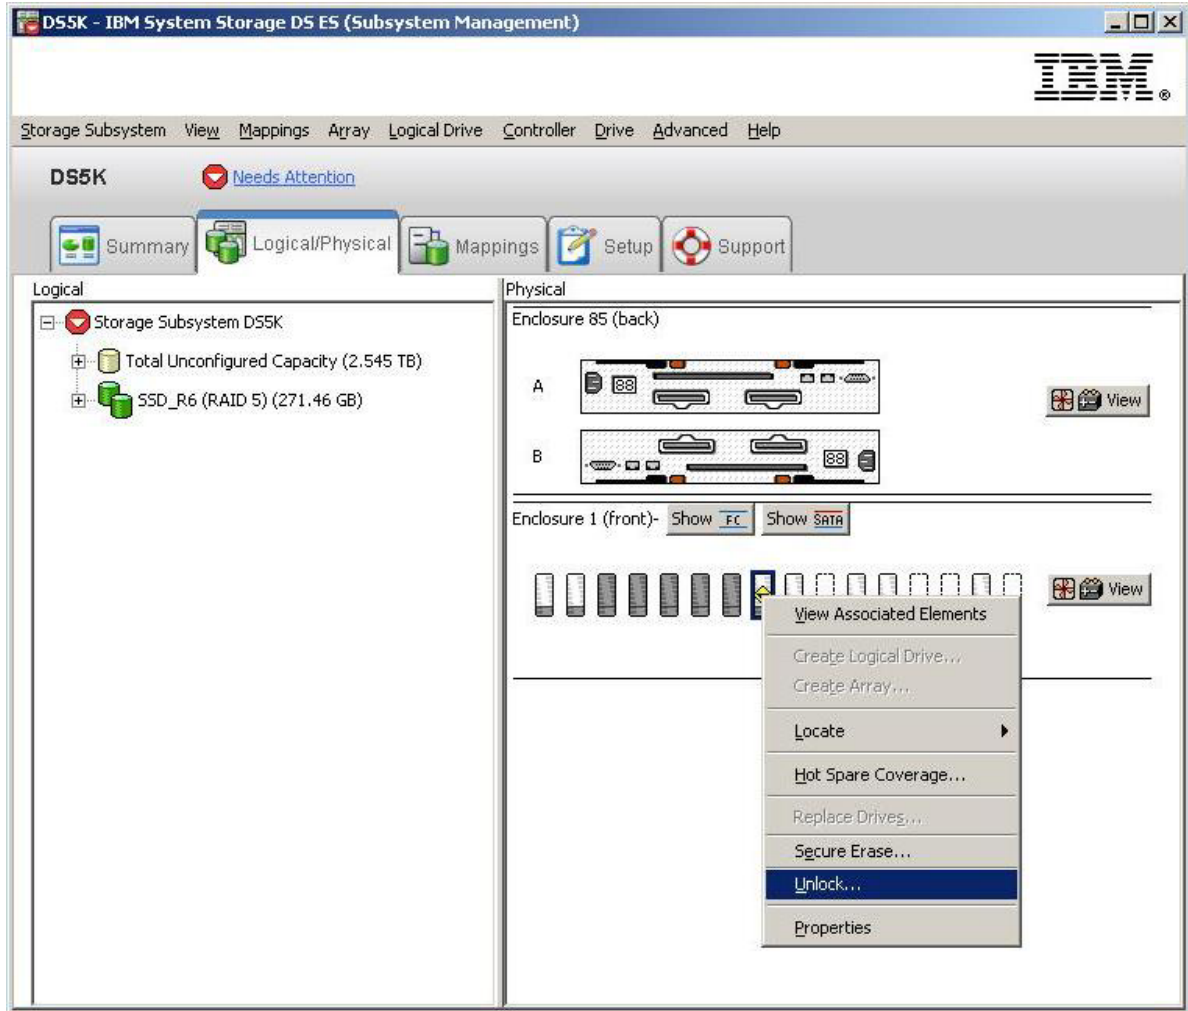 DS5K - IBM System Storage DS ES (Subsystem Management)
IBM®
Storage Subsystem View Mappings Array Logical Drive Controller Drive Advanced Help
DS5K
Needs Attention
Summary Logical/Physical Mappings Setup Support
Logical
Storage Subsystem DS5K
Total Unconfigured Capacity (2.545 TB)
SSD_R6 (RAID 5) (271.46 GB)
Physical
Enclosure 85 (back)
A
88
View
B
88
Enclosure 1 (front)- Show FC Show SATA
View
View Associated Elements
Create Logical Drive...
Create Array...
Locate
Hot Spare Coverage...
Replace Drives...
Secure Erase...
Unlock...
Properties